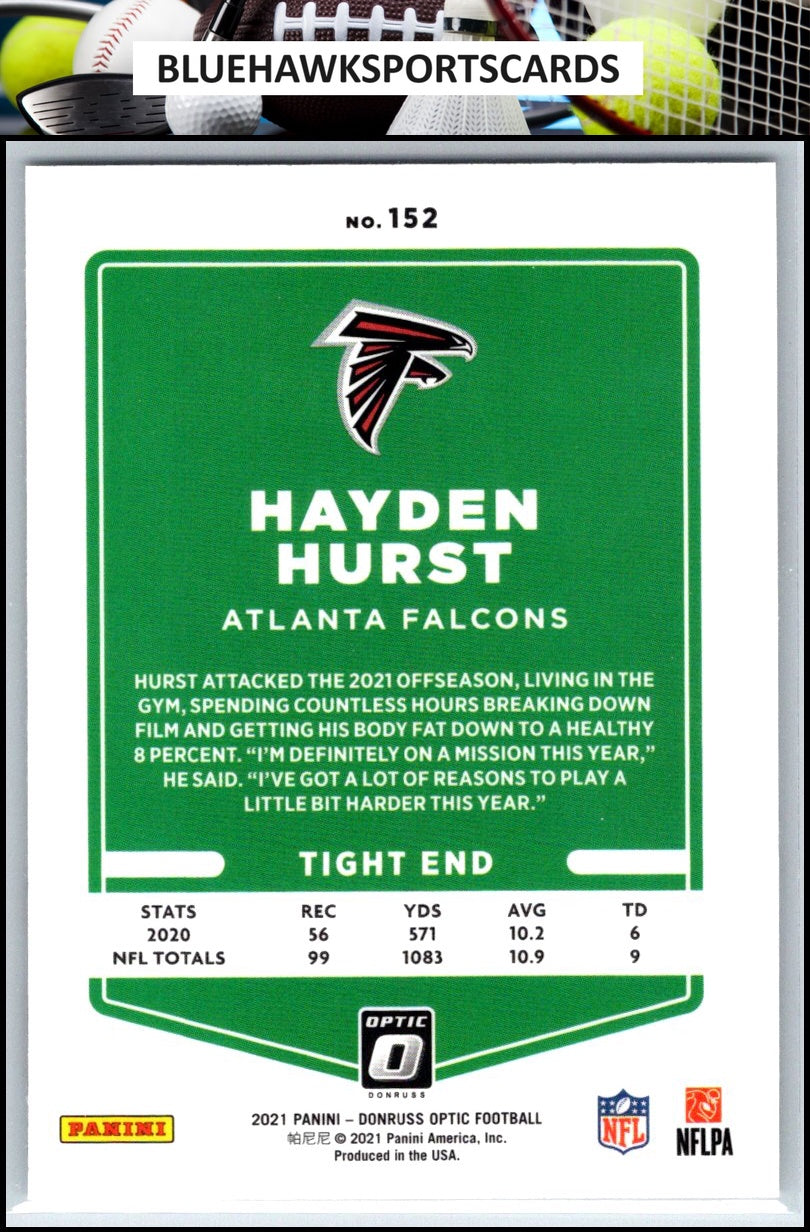 BLUEHAWKSPORTSCARDS
NO. 152
HAYDEN
HURST
ATLANTA FALCONS
HURST ATTACKED THE 2021 OFFSEASON, LIVING IN THE
GYM, SPENDING COUNTLESS HOURS BREAKING DOWN
FILM AND GETTING HIS BODY FAT DOWN TO A HEALTHY
8 PERCENT. “I’M DEFINITELY ON A MISSION THIS YEAR,”
HE SAID. “I’VE GOT A LOT OF REASONS TO PLAY A
LITTLE BIT HARDER THIS YEAR.”
TIGHT END
STATS REC YDS AVG TD
2020 56 571 10.2 6
NFL TOTALS 99 1083 10.9 9
OPTIC
O
DONRUSS
PANINI
2021 PANINI – DONRUSS OPTIC FOOTBALL
帕尼尼 © 2021 Panini America, Inc.
Produced in the USA.
NFL
NFLPA